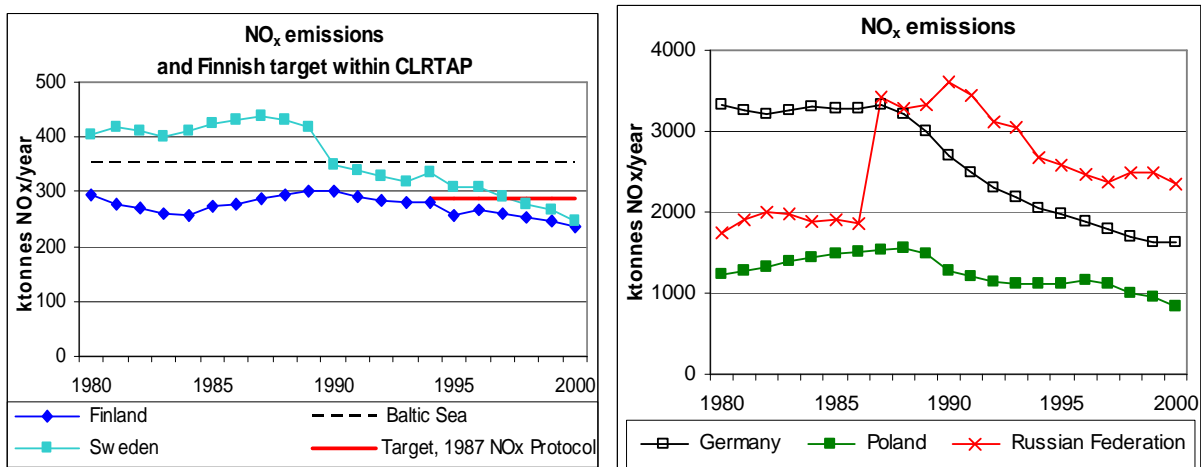 NOx emissions
and Finnish target within CLRTAP
ktonnes NOx/year
500
400
300
200
100
0
1980 1985 1990 1995 2000
Finland
Baltic Sea
Sweden
Target, 1987 NOx Protocol
NOx emissions
ktonnes NOx/year
4000
3000
2000
1000
0
1980 1985 1990 1995 2000
Germany Poland Russian Federation